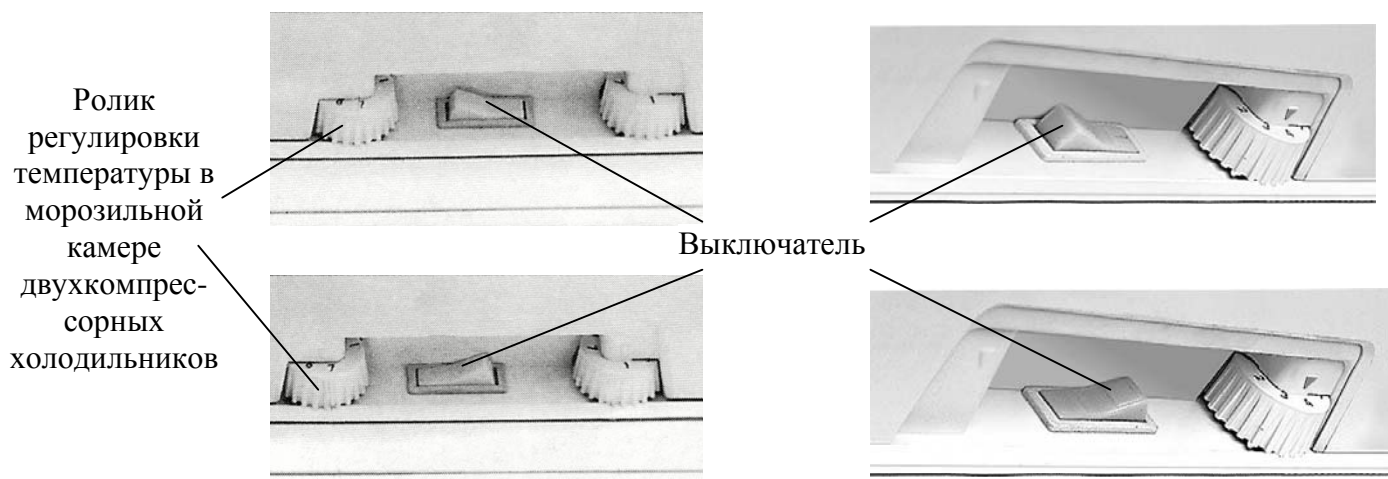 Ролик
регулировки
температуры в
морозильной
камере
двухкомпрес-
сорных
холодильников
Выключатель